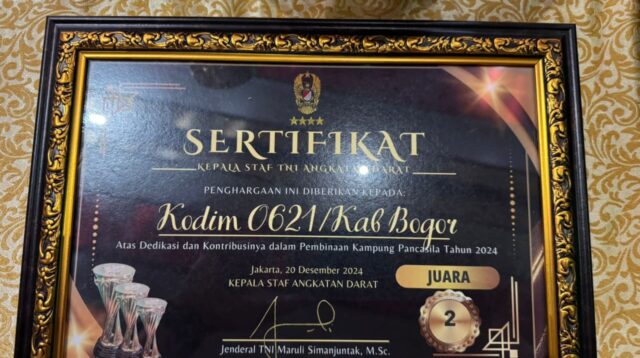 SERTIFIKAT
KEPALA STAF TNI ANGKATAN DARAT
PENGHARGAAN INI DIBERIKAN KEPADA:
Kodim 0621/Kab Bogor
Atas Dedikasi dan Kontribusinya dalam Pembinaan Kampung Pancasila Tahun 2024
Jakarta, 20 Desember 2024
KEPALA STAF ANGKATAN DARAT
JUARA
2
Jenderal TNI Maruli Simanjuntak, M.Sc.